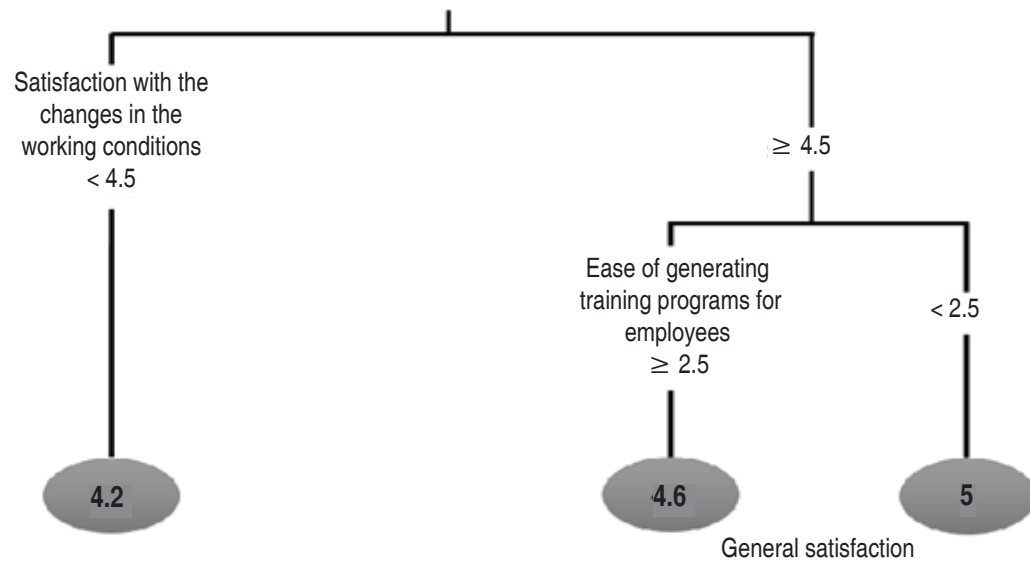 Satisfaction with the
changes in the
working conditions
< 4.5
≥ 4.5
Ease of generating
training programs for
employees
≥ 2.5
< 2.5
4.2
4.6
5
General satisfaction